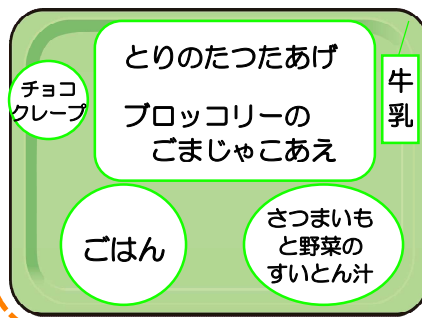 とりのたつたあげ
ブロッコリーの
ごまじゃこあえ
チョコ
クレープ
牛
乳
ごはん
さつまいも
と野菜の
すいとん汁